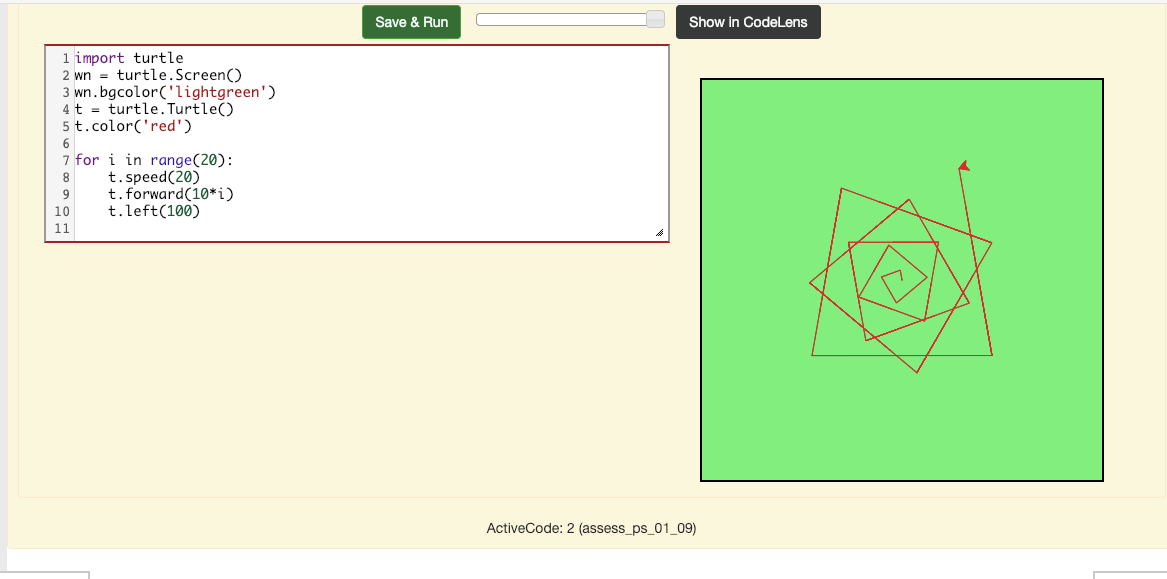 Save & Run
Show in CodeLens
1 import turtle
2 wn = turtle.Screen()
3 wn.bgcolor('lightgreen')
4 t = turtle.Turtle()
5 t.color('red')
6
7 for i in range(20):
8     t.speed(20)
9     t.forward(10*i)
10     t.left(100)
11
ActiveCode: 2 (assess_ps_01_09)